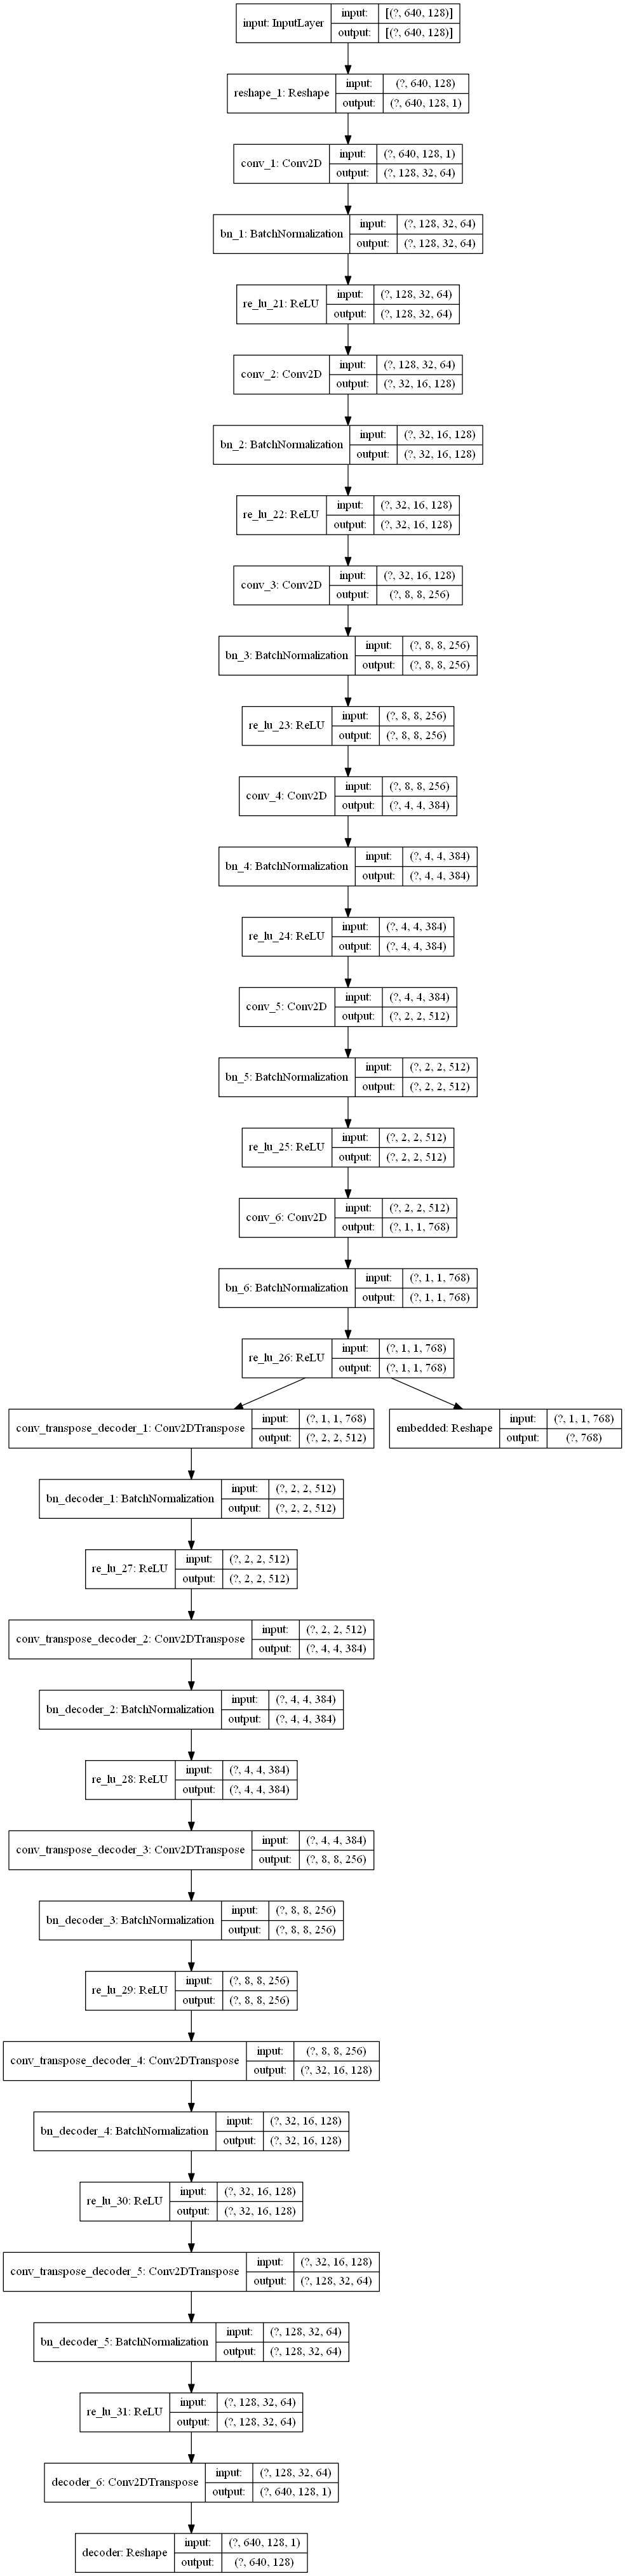 input: InputLayer input: [(?, 640, 128)]
output: [(?, 640, 128)]
reshape_1: Reshape input: (?, 640, 128)
output: (?, 640, 128, 1)
conv_1: Conv2D input: (?, 640, 128, 1)
output: (?, 128, 32, 64)
bn_1: BatchNormalization input: (?, 128, 32, 64)
output: (?, 128, 32, 64)
re_lu_21: ReLU input: (?, 128, 32, 64)
output: (?, 128, 32, 64)
conv_2: Conv2D input: (?, 128, 32, 64)
output: (?, 32, 16, 128)
bn_2: BatchNormalization input: (?, 32, 16, 128)
output: (?, 32, 16, 128)
re_lu_22: ReLU input: (?, 32, 16, 128)
output: (?, 32, 16, 128)
conv_3: Conv2D input: (?, 32, 16, 128)
output: (?, 8, 8, 256)
bn_3: BatchNormalization input: (?, 8, 8, 256)
output: (?, 8, 8, 256)
re_lu_23: ReLU input: (?, 8, 8, 256)
output: (?, 8, 8, 256)
conv_4: Conv2D input: (?, 8, 8, 256)
output: (?, 4, 4, 384)
bn_4: BatchNormalization input: (?, 4, 4, 384)
output: (?, 4, 4, 384)
re_lu_24: ReLU input: (?, 4, 4, 384)
output: (?, 4, 4, 384)
conv_5: Conv2D input: (?, 4, 4, 384)
output: (?, 2, 2, 512)
bn_5: BatchNormalization input: (?, 2, 2, 512)
output: (?, 2, 2, 512)
re_lu_25: ReLU input: (?, 2, 2, 512)
output: (?, 2, 2, 512)
conv_6: Conv2D input: (?, 2, 2, 512)
output: (?, 1, 1, 768)
bn_6: BatchNormalization input: (?, 1, 1, 768)
output: (?, 1, 1, 768)
re_lu_26: ReLU input: (?, 1, 1, 768)
output: (?, 1, 1, 768)
conv_transpose_decoder_1: Conv2DTranspose input: (?, 1, 1, 768)
output: (?, 2, 2, 512)
embedded: Reshape input: (?, 1, 1, 768)
output: (?, 768)
bn_decoder_1: BatchNormalization input: (?, 2, 2, 512)
output: (?, 2, 2, 512)
re_lu_27: ReLU input: (?, 2, 2, 512)
output: (?, 2, 2, 512)
conv_transpose_decoder_2: Conv2DTranspose input: (?, 2, 2, 512)
output: (?, 4, 4, 384)
bn_decoder_2: BatchNormalization input: (?, 4, 4, 384)
output: (?, 4, 4, 384)
re_lu_28: ReLU input: (?, 4, 4, 384)
output: (?, 4, 4, 384)
conv_transpose_decoder_3: Conv2DTranspose input: (?, 4, 4, 384)
output: (?, 8, 8, 256)
bn_decoder_3: BatchNormalization input: (?, 8, 8, 256)
output: (?, 8, 8, 256)
re_lu_29: ReLU input: (?, 8, 8, 256)
output: (?, 8, 8, 256)
conv_transpose_decoder_4: Conv2DTranspose input: (?, 8, 8, 256)
output: (?, 32, 16, 128)
bn_decoder_4: BatchNormalization input: (?, 32, 16, 128)
output: (?, 32, 16, 128)
re_lu_30: ReLU input: (?, 32, 16, 128)
output: (?, 32, 16, 128)
conv_transpose_decoder_5: Conv2DTranspose input: (?, 32, 16, 128)
output: (?, 128, 32, 64)
bn_decoder_5: BatchNormalization input: (?, 128, 32, 64)
output: (?, 128, 32, 64)
re_lu_31: ReLU input: (?, 128, 32, 64)
output: (?, 128, 32, 64)
decoder_6: Conv2DTranspose input: (?, 128, 32, 64)
output: (?, 640, 128, 1)
decoder: Reshape input: (?, 640, 128, 1)
output: (?, 640, 128)